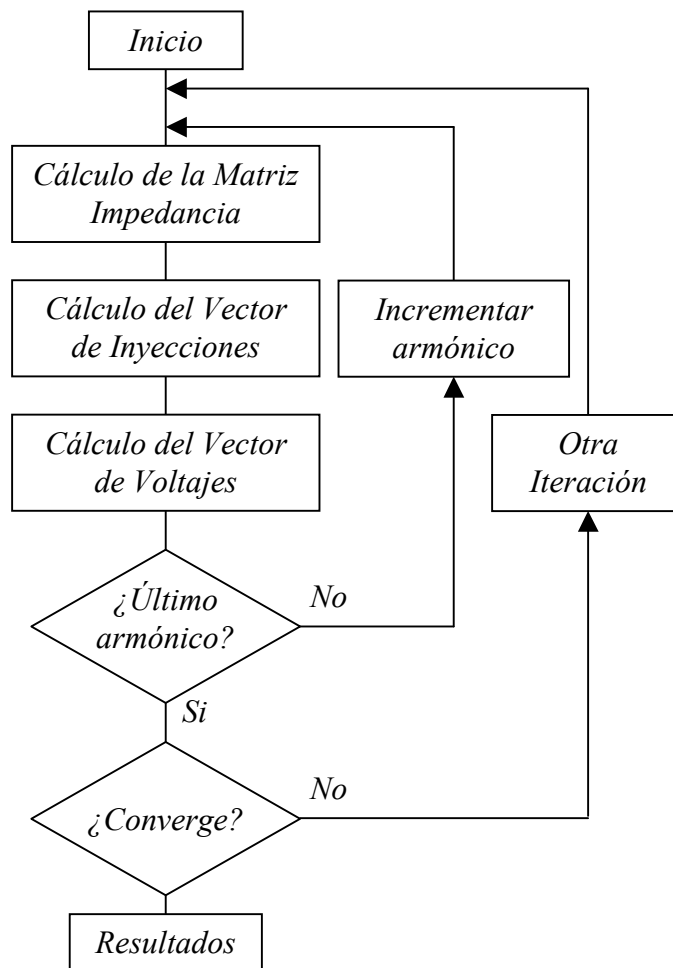 Inicio
Cálculo de la Matriz
Impedancia
Cálculo del Vector
de Inyecciones
Incrementar
armónico
Cálculo del Vector
de Voltajes
Otra
Iteración
¿Último
armónico?
No
Si
¿Converge?
No
Resultados